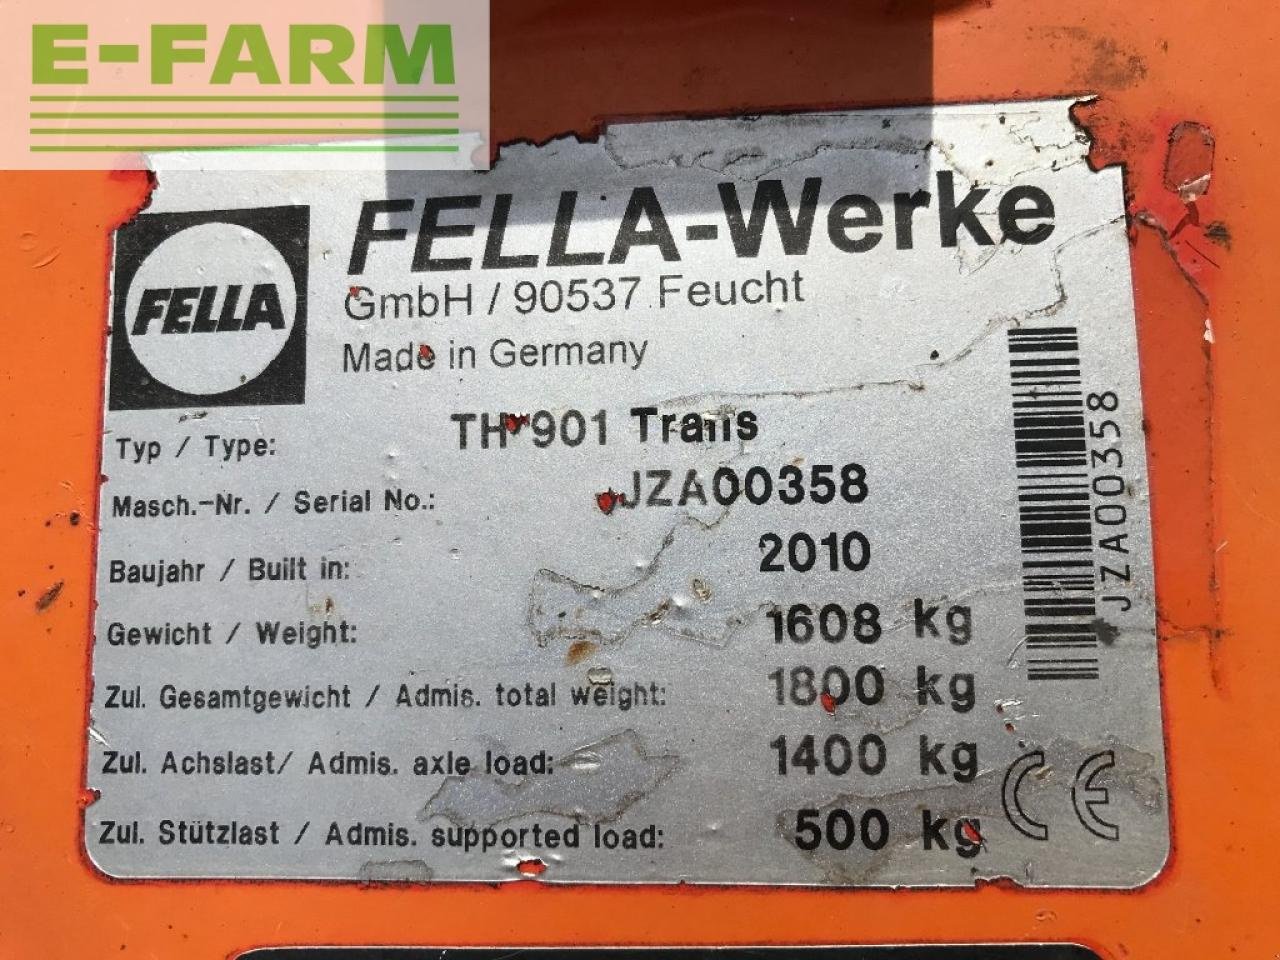 E-FARM
FELLA
FELLA-Werke
GmbH / 90537 Feucht
Made in Germany
Typ / Type: TH 901 Trans
Masch.-Nr. / Serial No.: JZA00358
Baujahr / Built in: 2010
Gewicht / Weight: 1608 kg
Zul. Gesamtgewicht / Admis. total weight: 1800 kg
Zul. Achslast/ Admis. axle load: 1400 kg
Zul. Stützlast / Admis. supported load: 500 kg
CE
JZA00358